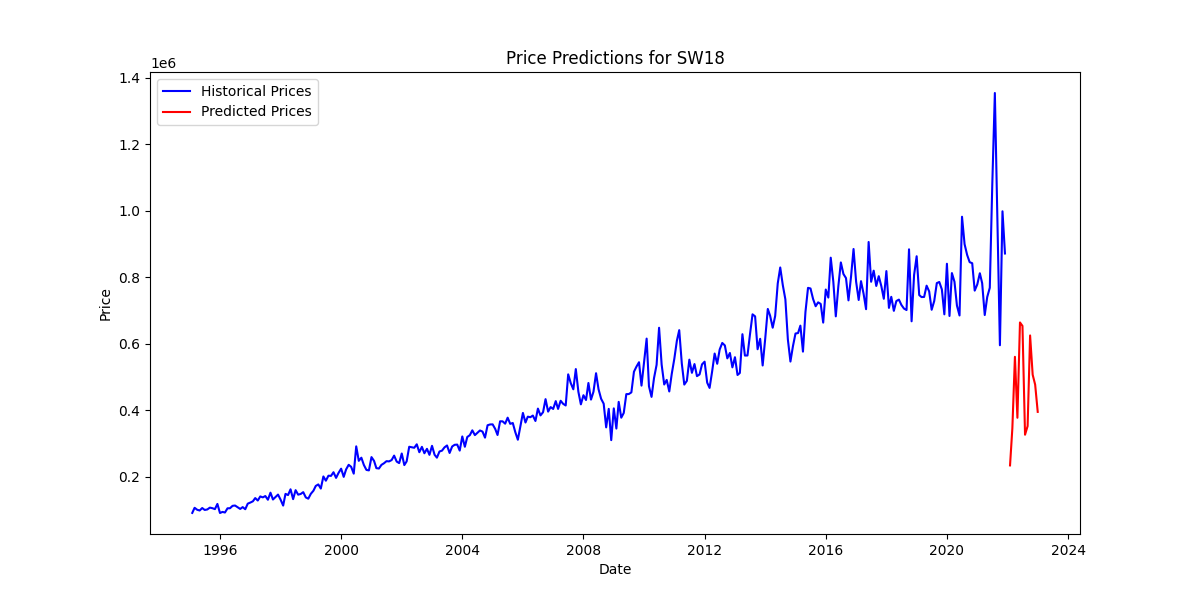 Price Predictions for SW18
1e6
1.4
1.2
1.0
0.8
0.6
0.4
0.2
Price
Historical Prices
Predicted Prices
1996 2000 2004 2008 2012 2016 2020 2024
Date